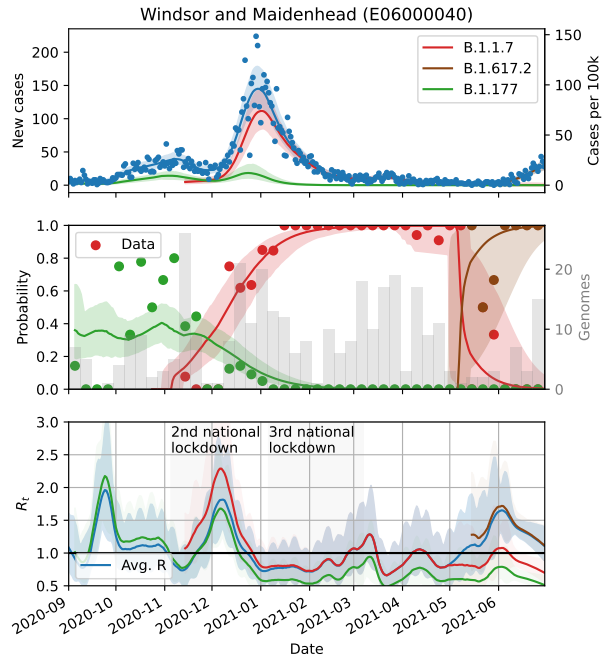 Windsor and Maidenhead (E06000040)
200
150
100
50
0
New cases
150
100
50
0
Cases per 100k
B.1.1.7
B.1.617.2
B.1.177
1.0
0.8
0.6
0.4
0.2
0.0
Probability
Data
20
10
0
Genomes
3.0
2.5
2.0
1.5
1.0
0.5
Rt
2nd national
lockdown
3rd national
lockdown
Avg. R
2020-09
2020-10
2020-11
2020-12
2021-01
2021-02
2021-03
2021-04
2021-05
2021-06
Date